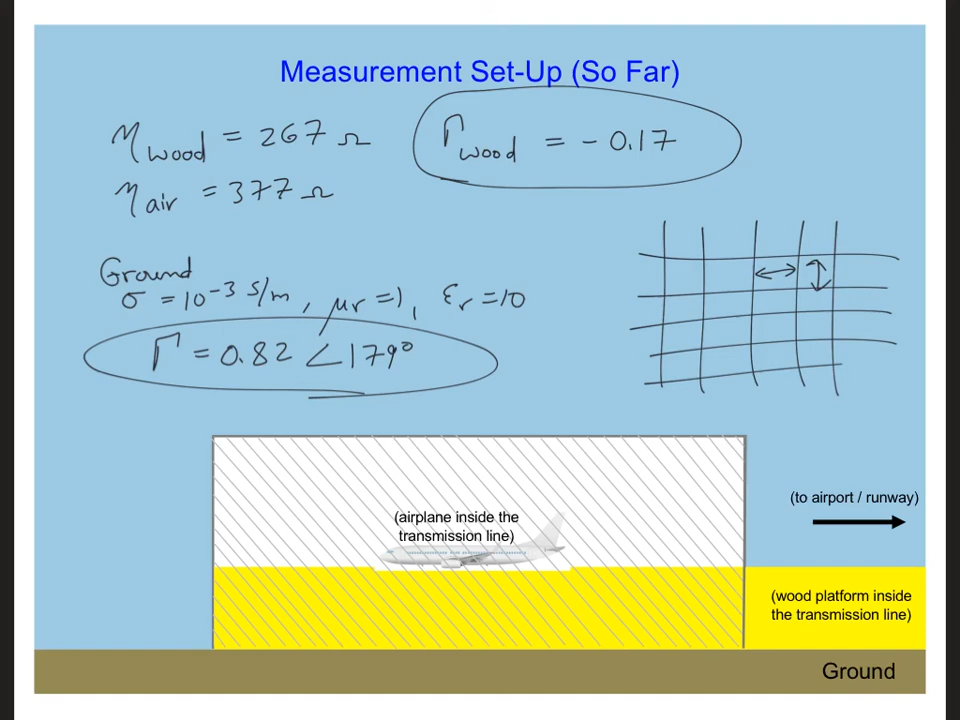 Measurement Set-Up (So Far)
η wood = 267 Ω
Γ wood = - 0.17
η air = 377 Ω
Ground
σ = 10⁻³ S/m , μr = 1 , εr = 10
Γ = 0.82 ∠179°
(to airport / runway)
(airplane inside the
transmission line)
(wood platform inside
the transmission line)
Ground